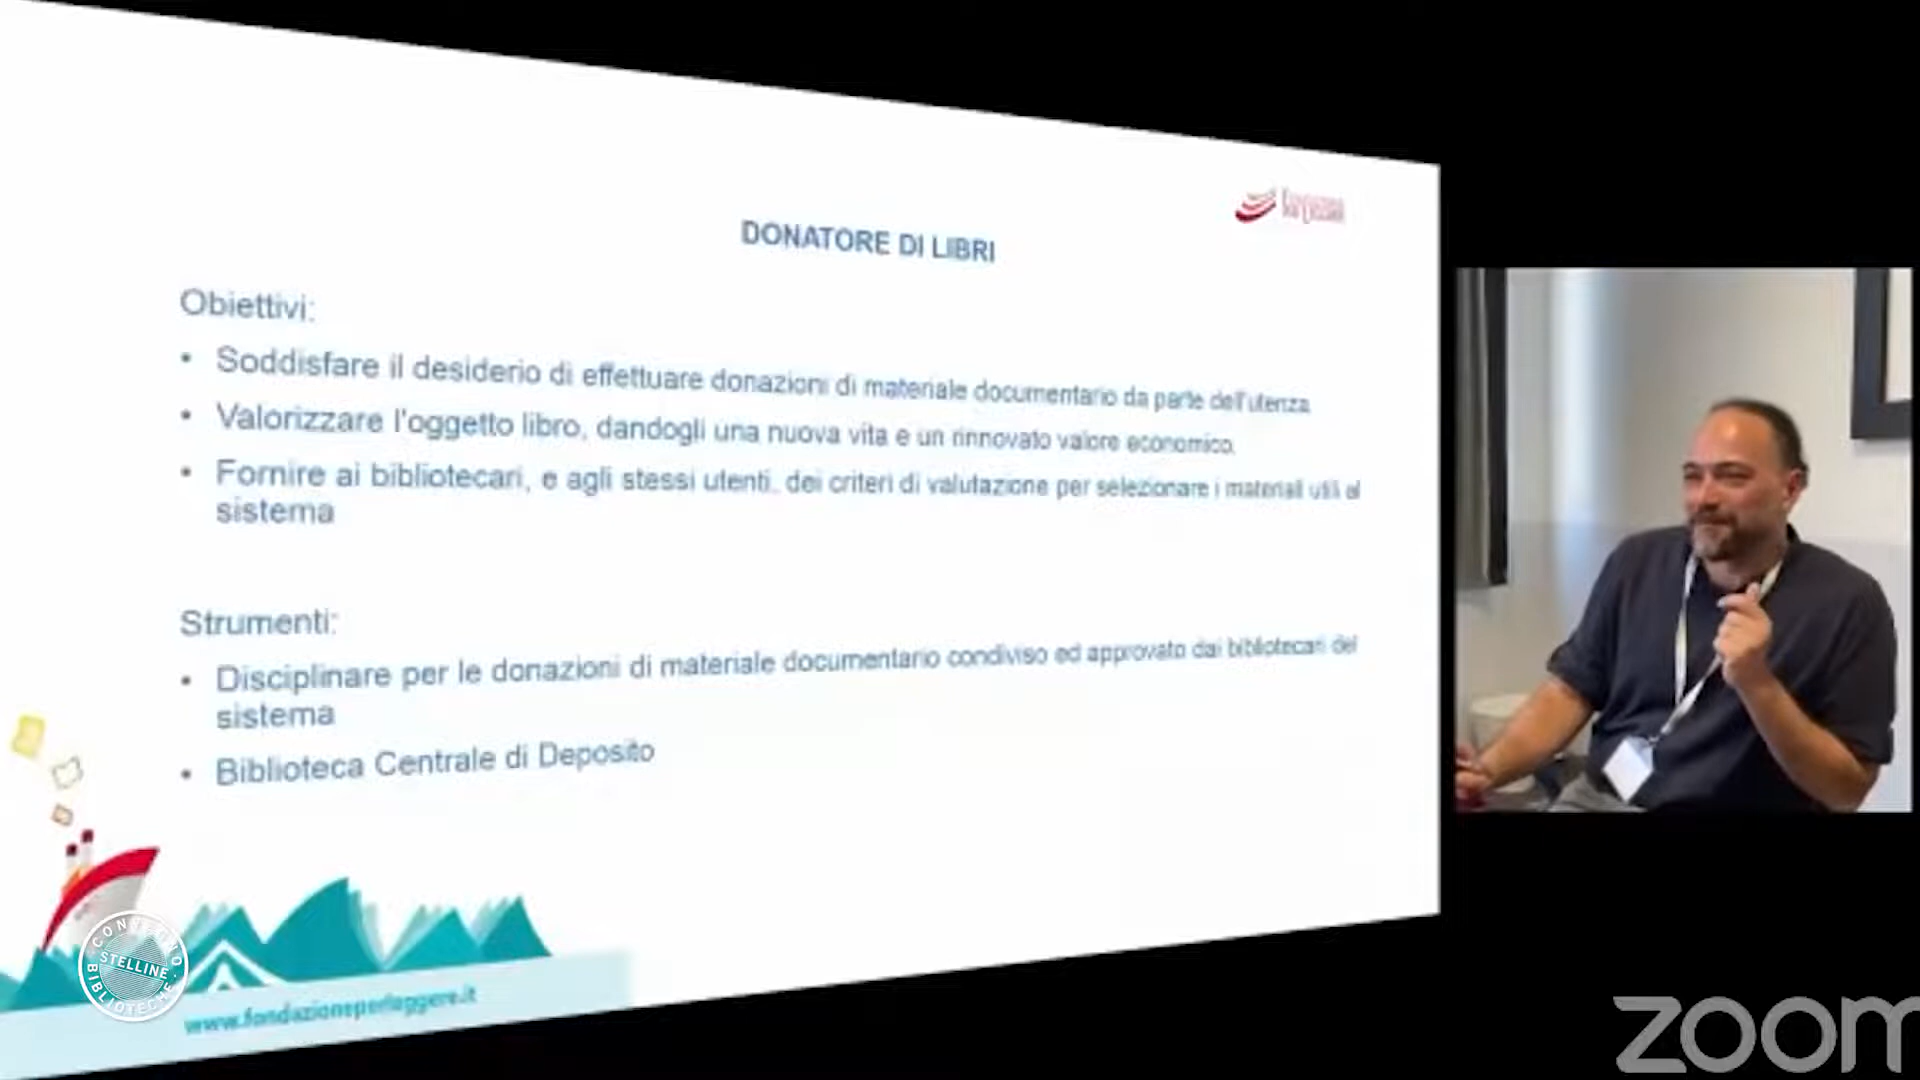 FONDAZIONE
PER LEGGERE
DONATORE DI LIBRI
Obiettivi:
• Soddisfare il desiderio di effettuare donazioni di materiale documentario da parte dell'utenza
• Valorizzare l'oggetto libro, dandogli una nuova vita e un rinnovato valore economico.
• Fornire ai bibliotecari, e agli stessi utenti, dei criteri di valutazione per selezionare i materiali utili al
sistema
Strumenti:
• Disciplinare per le donazioni di materiale documentario condiviso ed approvato dai bibliotecari del
sistema
• Biblioteca Centrale di Deposito
CONVEGNO
STELLINE
BIBLIOTECHE
www.fondazioneperleggere.it
zoom